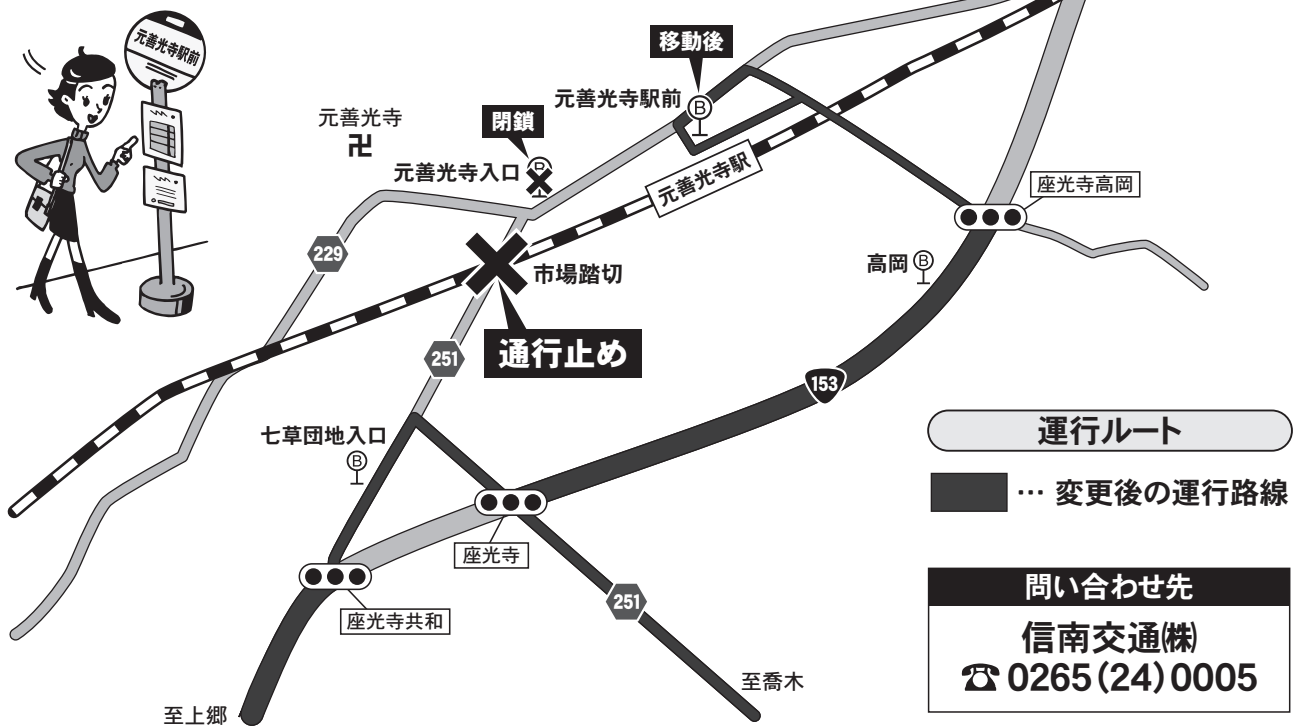 元善光寺駅前
移動後
元善光寺駅前
B
元善光寺
卍
閉鎖
元善光寺入口
B
元善光寺駅
座光寺高岡
229
市場踏切
高岡
B
通行止め
251
153
七草団地入口
B
運行ルート
… 変更後の運行路線
座光寺
座光寺共和
251
問い合わせ先
信南交通㈱
☎ 0265(24)0005
至喬木
至上郷